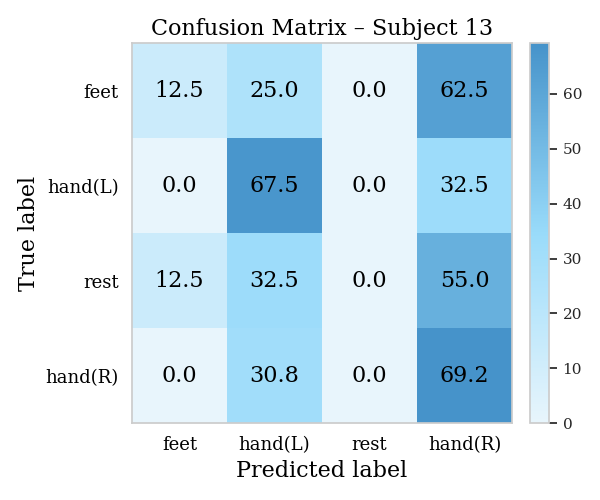 Confusion Matrix – Subject 13
feet 12.5 25.0 0.0 62.5
hand(L) 0.0 67.5 0.0 32.5
rest 12.5 32.5 0.0 55.0
hand(R) 0.0 30.8 0.0 69.2
feet hand(L) rest hand(R)
Predicted label
True label
60
50
40
30
20
10
0